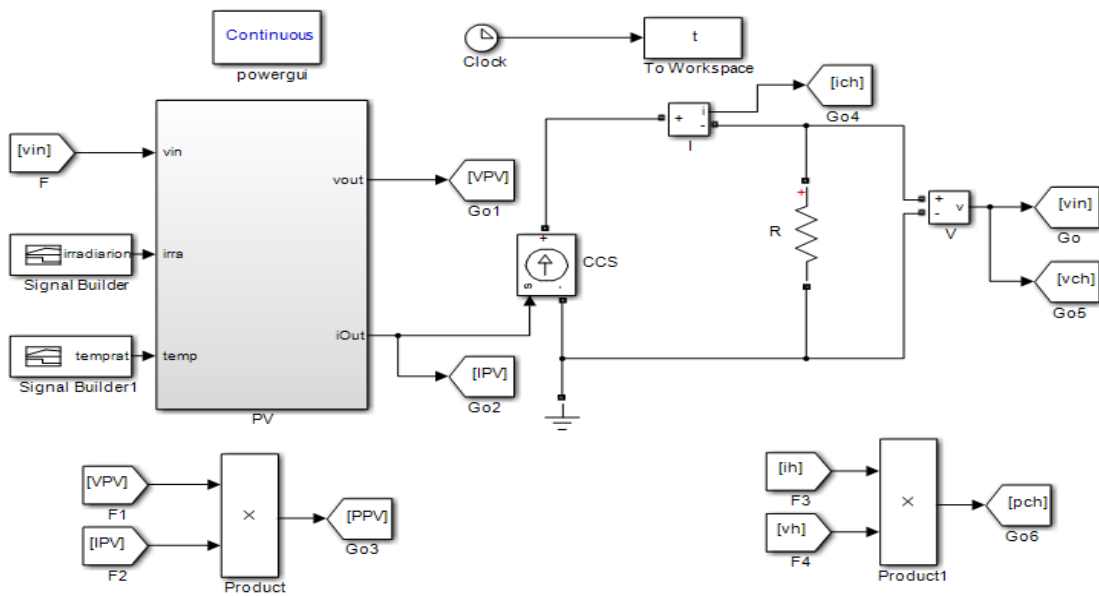 Continuous
powergui
Clock
t
To Workspace
[ich]
Go4
+ i -
I
[vin]
F
vin
vout
[VPV]
Go1
irradiarion
Signal Builder
irra
+
s -
CCS
+
R
+ v -
V
[vin]
Go
[vch]
Go5
temprat
Signal Builder1
temp
iOut
[IPV]
Go2
PV
[VPV]
F1
[IPV]
F2
×
Product
[PPV]
Go3
[ih]
F3
[vh]
F4
×
Product1
[pch]
Go6